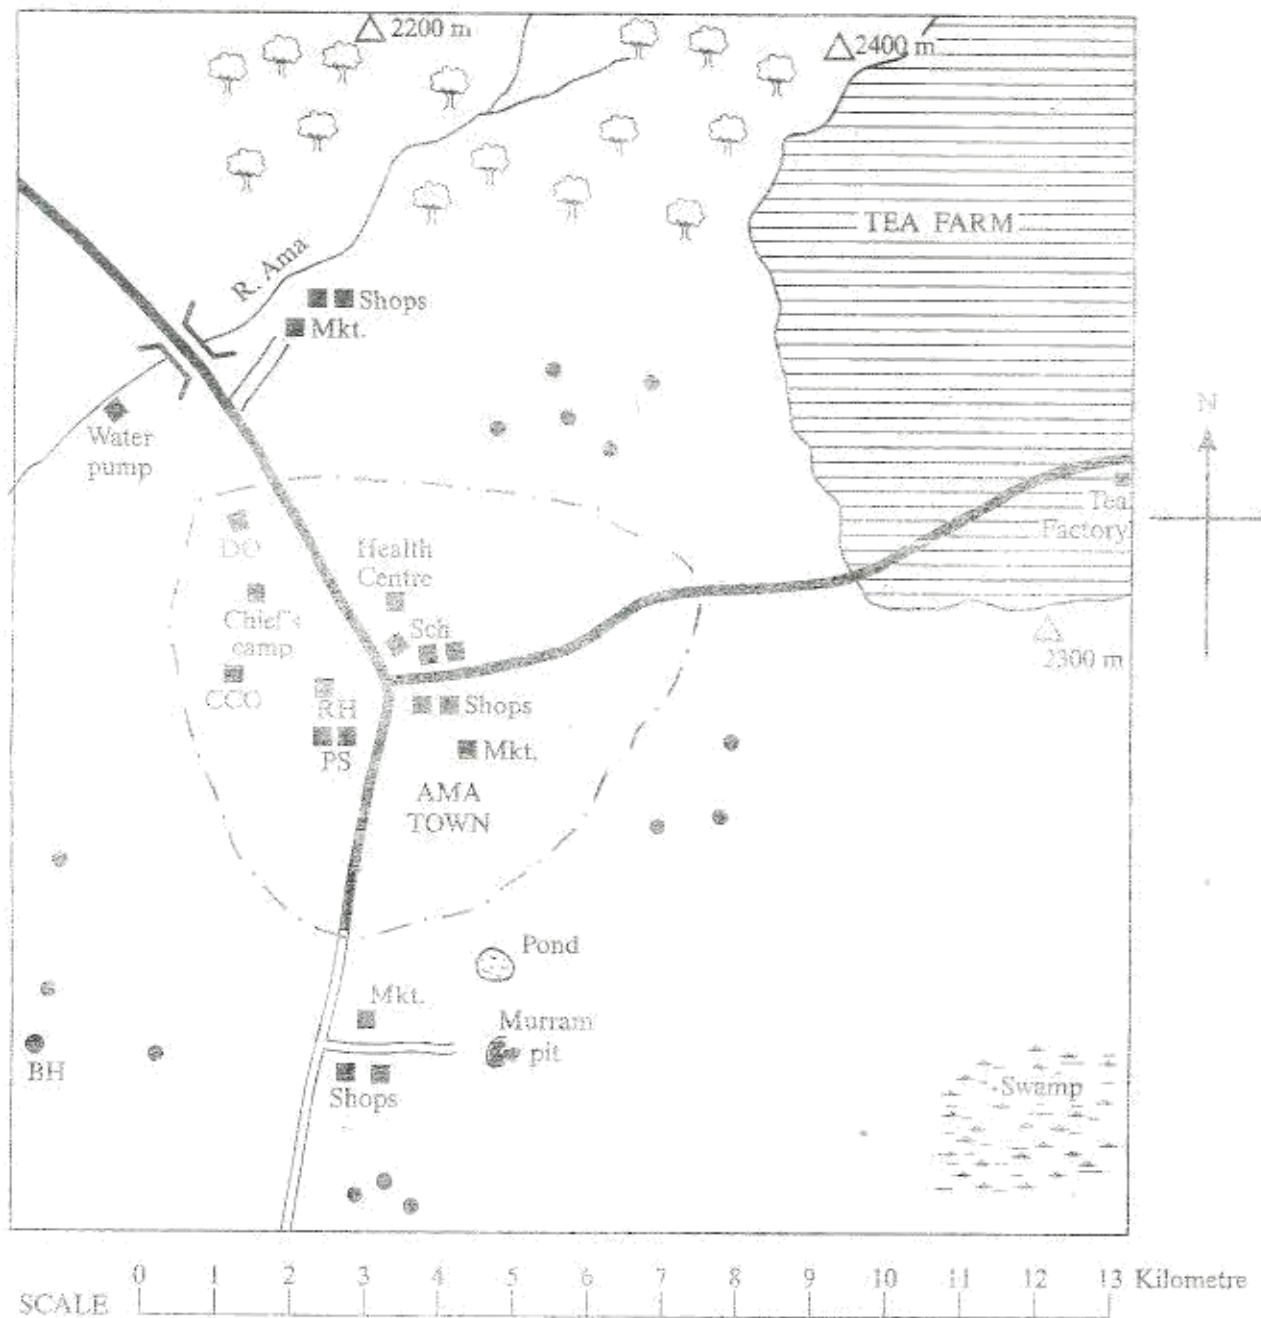 2200 m
2400 m
TEA FARM
R. Ama
Shops
Mkt.
Water
pump
N
Tea
Factory
DO
Health
Centre
Chief's
camp
Sch
CCO
RH
Shops
2300 m
PS
Mkt.
AMA
TOWN
Pond
Mkt.
Murram
pit
BH
Shops
Swamp
0 1 2 3 4 5 6 7 8 9 10 11 12 13 Kilometre
SCALE